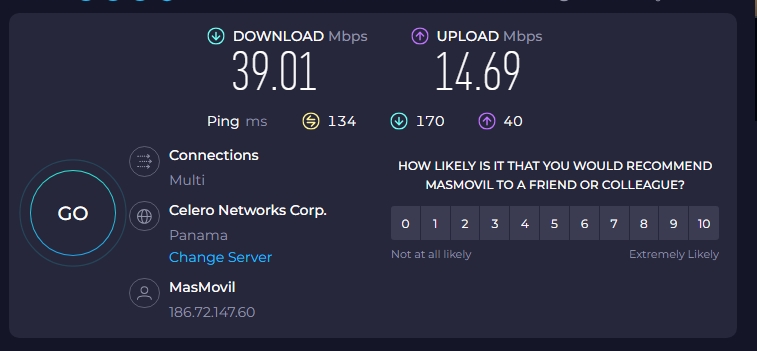 DOWNLOAD Mbps
UPLOAD Mbps
39.01
14.69
Ping ms 134 170 40
Connections
Multi
Celero Networks Corp.
Panama
Change Server
MasMovil
186.72.147.60
GO
HOW LIKELY IS IT THAT YOU WOULD RECOMMEND
MASMOVIL TO A FRIEND OR COLLEAGUE?
0 1 2 3 4 5 6 7 8 9 10
Not at all likely
Extremely Likely